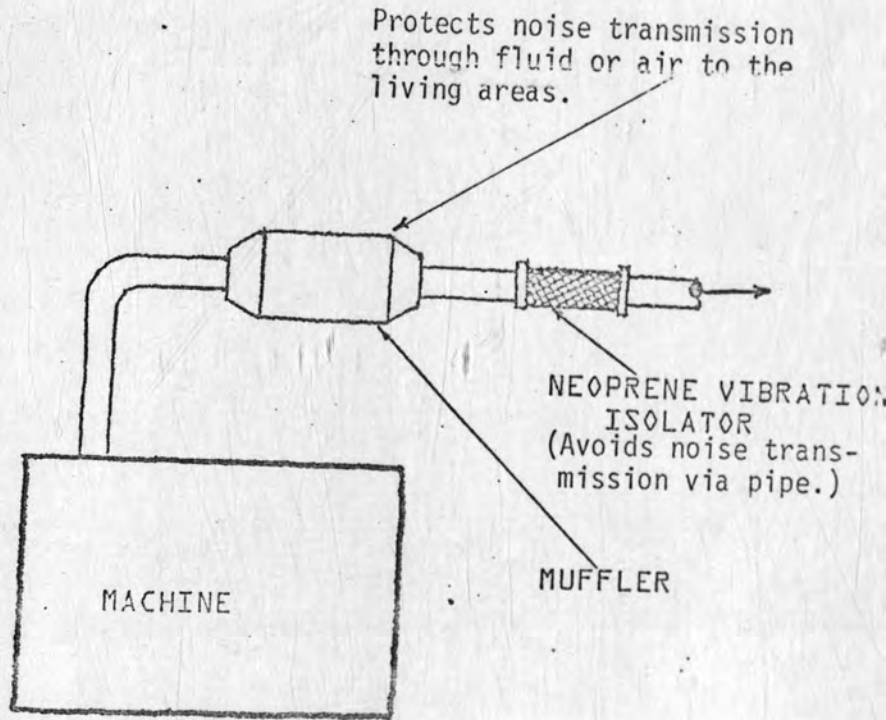 Protects noise transmission
through fluid or air to the
living areas.
NEOPRENE VIBRATION
ISOLATOR
(Avoids noise trans-
mission via pipe.)
MUFFLER
MACHINE